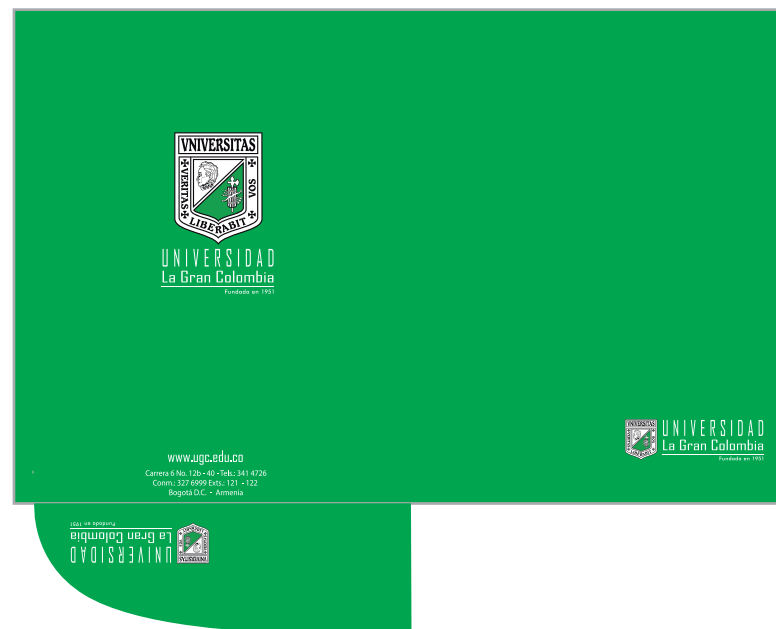 VNIVERSITAS
VERITAS
LIBERABIT
VOS
UNIVERSIDAD
La Gran Colombia
Fundada en 1951
www.ugc.edu.co
Carrera 6 No. 12b - 40 - Tels.: 341 4726
Conm.: 327 6999 Exts.: 121 - 122
Bogotá D.C. - Armenia
VNIVERSITAS
UNIVERSIDAD
La Gran Colombia
Fundada en 1951
UNIVERSIDAD
La Gran Colombia
Fundada en 1951
VNIVERSITAS